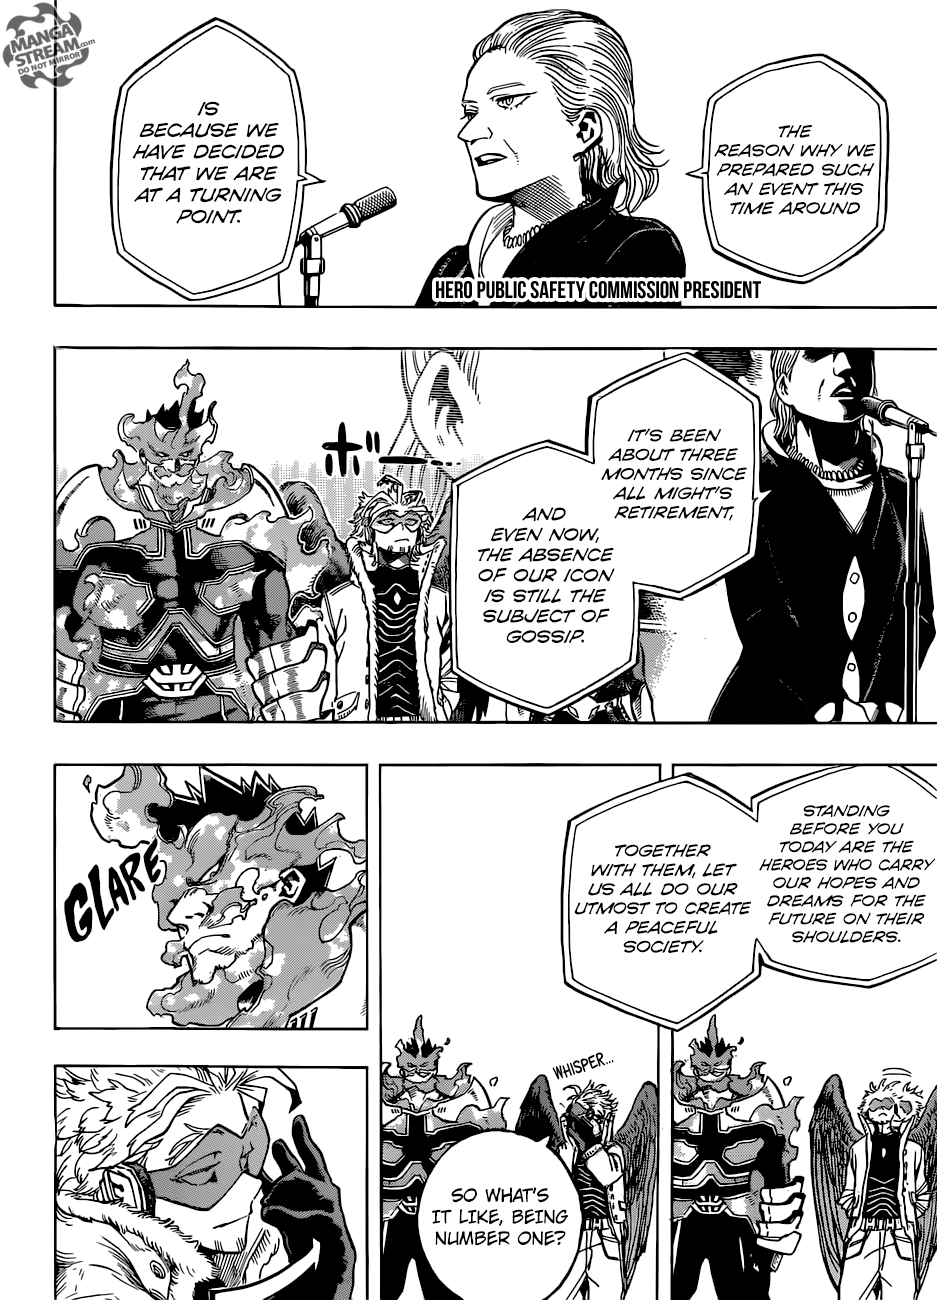 MANGA
STREAM.com
DO NOT MIRROR
THE
REASON WHY WE
PREPARED SUCH
AN EVENT THIS
TIME AROUND
IS
BECAUSE WE
HAVE DECIDED
THAT WE ARE
AT A TURNING
POINT.
HERO PUBLIC SAFETY COMMISSION PRESIDENT
IT'S BEEN
ABOUT THREE
MONTHS SINCE
ALL MIGHT'S
RETIREMENT,
AND
EVEN NOW,
THE ABSENCE
OF OUR ICON
IS STILL THE
SUBJECT OF
GOSSIP.
ボーー
STANDING
BEFORE YOU
TODAY ARE THE
HEROES WHO CARRY
OUR HOPES AND
DREAMS FOR THE
FUTURE ON THEIR
SHOULDERS.
TOGETHER
WITH THEM, LET
US ALL DO OUR
UTMOST TO CREATE
A PEACEFUL
SOCIETY.
WHISPER...
SO WHAT'S
IT LIKE, BEING
NUMBER ONE?
GLARE